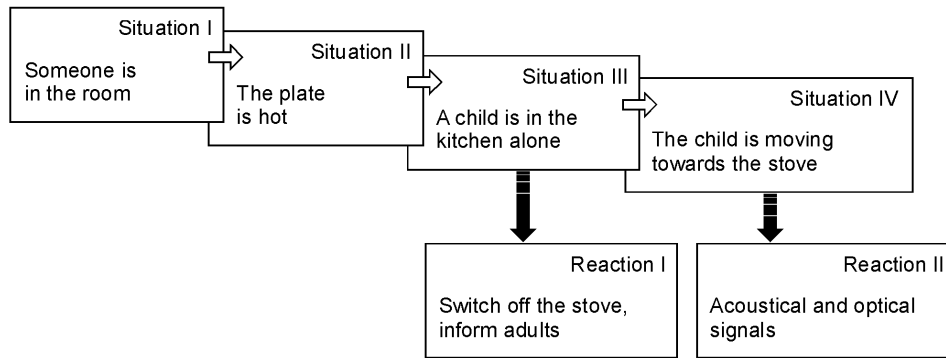 Situation I
Someone is
in the room
Situation II
The plate
is hot
Situation III
A child is in the
kitchen alone
Situation IV
The child is moving
towards the stove
Reaction I
Switch off the stove,
inform adults
Reaction II
Acoustical and optical
signals